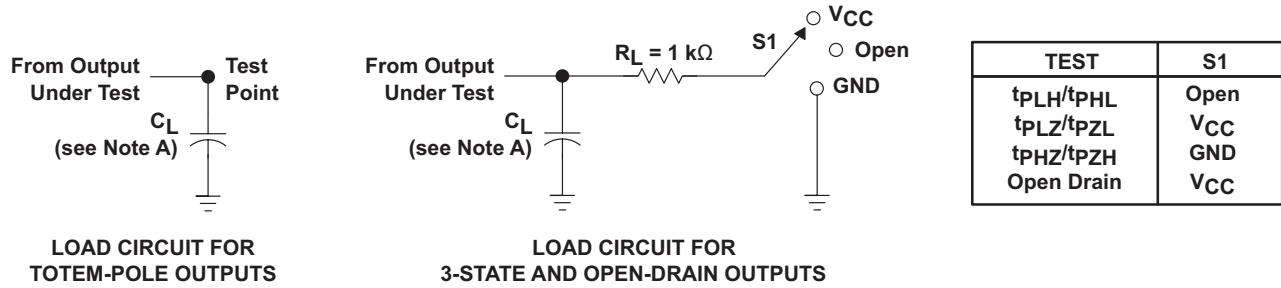 From Output
Under Test
Test
Point
CL
(see Note A)
LOAD CIRCUIT FOR
TOTEM-POLE OUTPUTS
From Output
Under Test
RL = 1 kΩ
S1
VCC
Open
GND
CL
(see Note A)
LOAD CIRCUIT FOR
3-STATE AND OPEN-DRAIN OUTPUTS
TEST S1
tPLH/tPHL Open
tPLZ/tPZL VCC
tPHZ/tPZH GND
Open Drain VCC